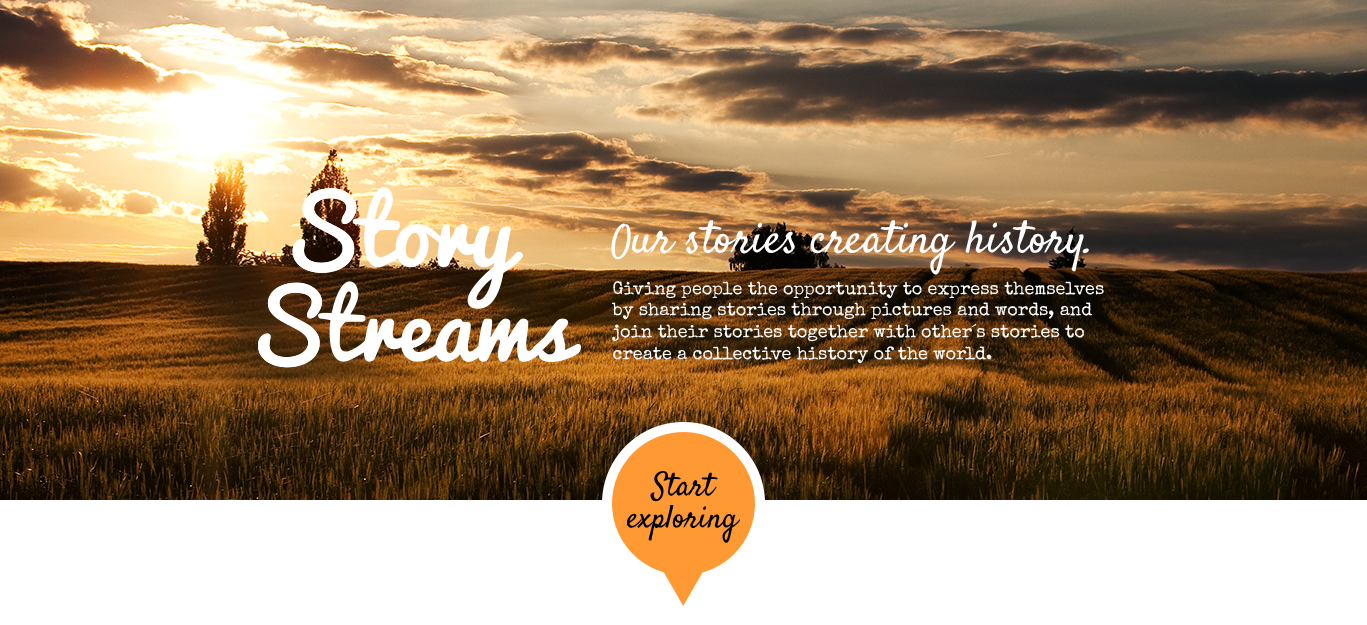 Story
Streams
Our stories creating history.
Giving people the opportunity to express themselves
by sharing stories through pictures and words, and
join their stories together with other´s stories to
create a collective history of the world.
Start
exploring